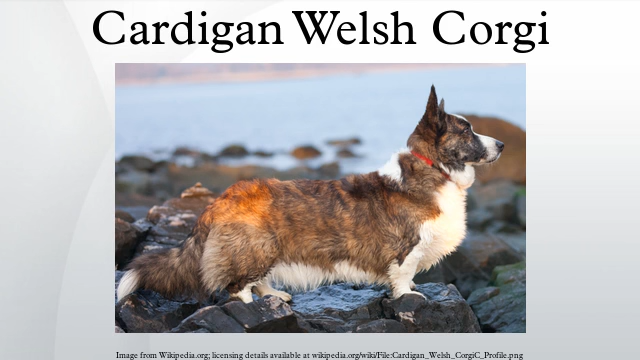 Cardigan Welsh Corgi
Image from Wikipedia.org; licensing details available at wikipedia.org/wiki/File:Cardigan_Welsh_CorgiC_Profile.png